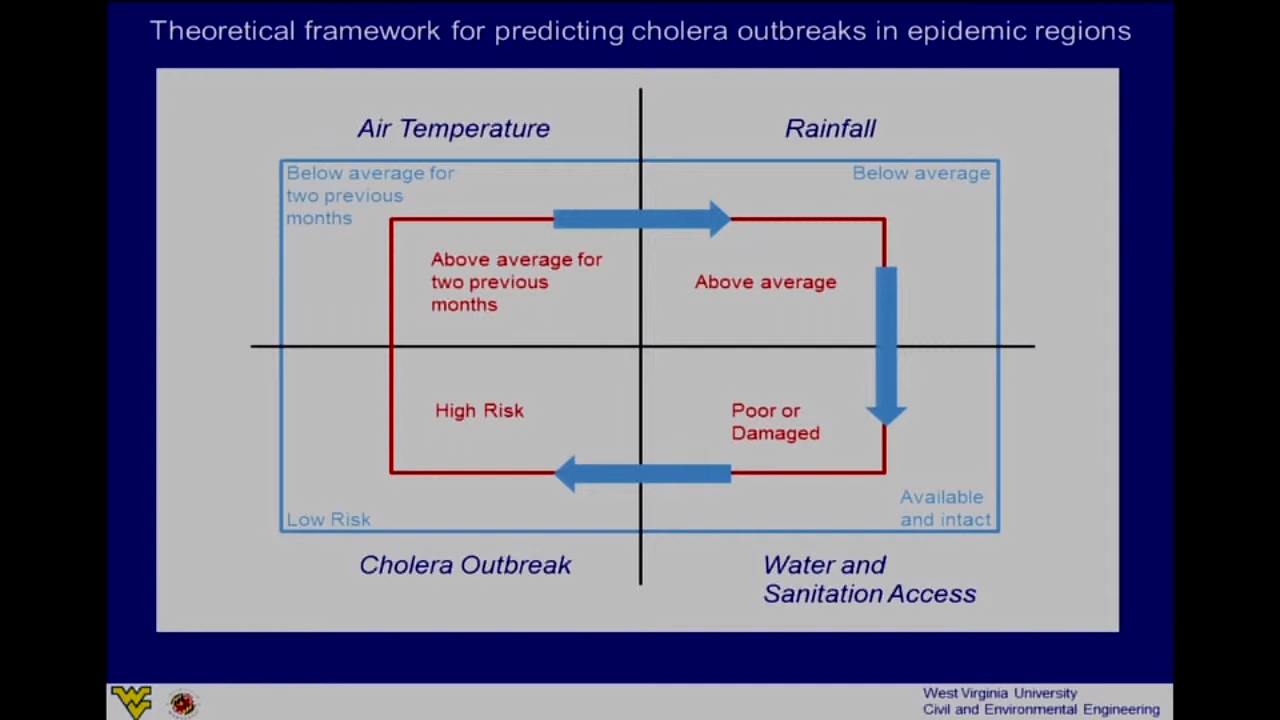 Theoretical framework for predicting cholera outbreaks in epidemic regions
Air Temperature
Rainfall
Below average for
two previous
months
Below average
Above average for
two previous
months
Above average
High Risk
Poor or
Damaged
Low Risk
Available
and intact
Cholera Outbreak
Water and
Sanitation Access
West Virginia University
Civil and Environmental Engineering